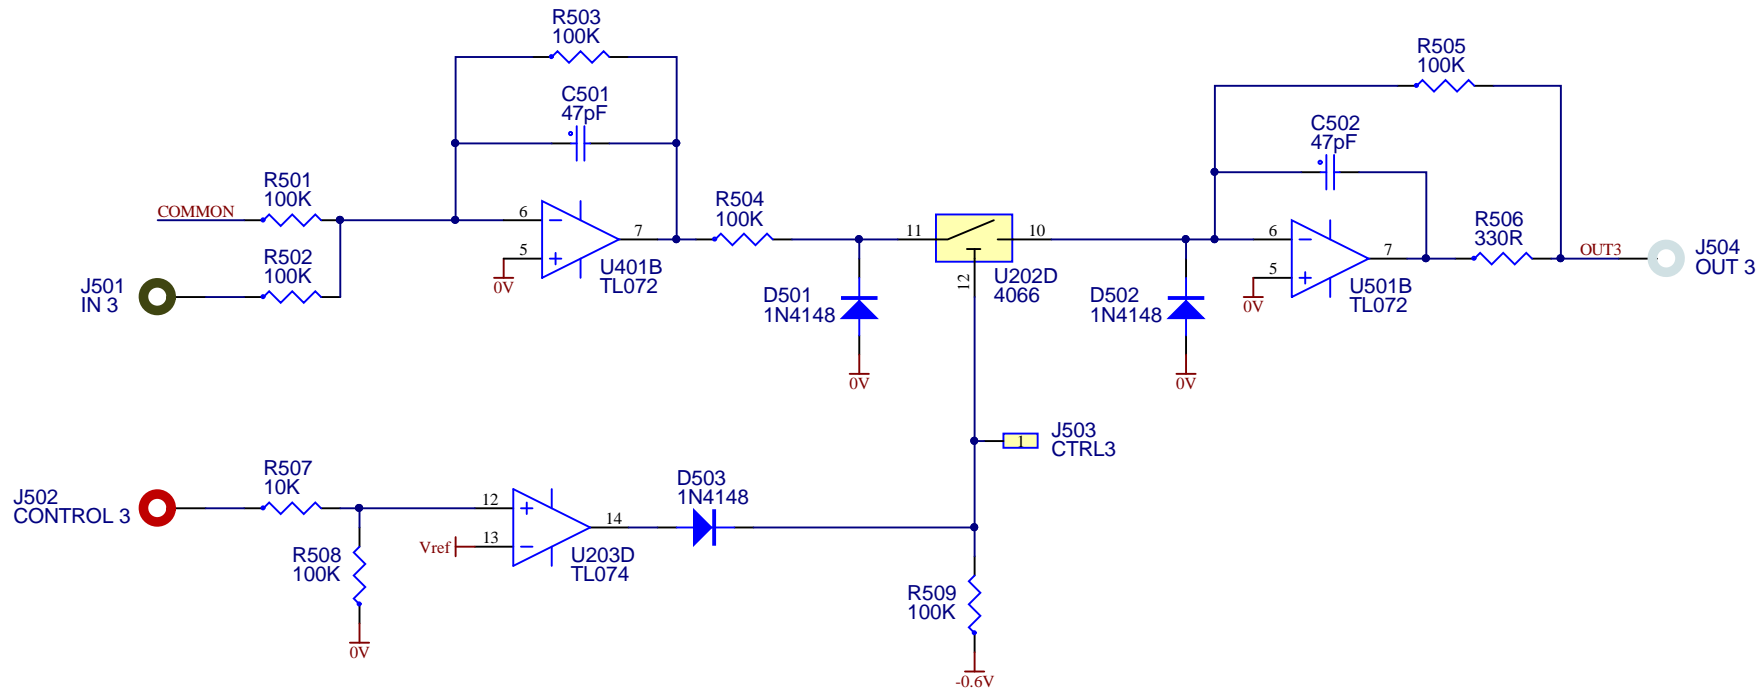 R503
100K
C501
47pF
R505
100K
C502
47pF
R501
100K
COMMON
R502
100K
J501
IN 3
6
5
7
0V
U401B
TL072
R504
100K
11
10
12
U202D
4066
D501
1N4148
0V
D502
1N4148
0V
6
5
7
0V
U501B
TL072
R506
330R
OUT3
J504
OUT 3
J503
CTRL3
1
J502
CONTROL 3
R507
10K
R508
100K
0V
Vref
12
13
14
U203D
TL074
D503
1N4148
R509
100K
-0.6V